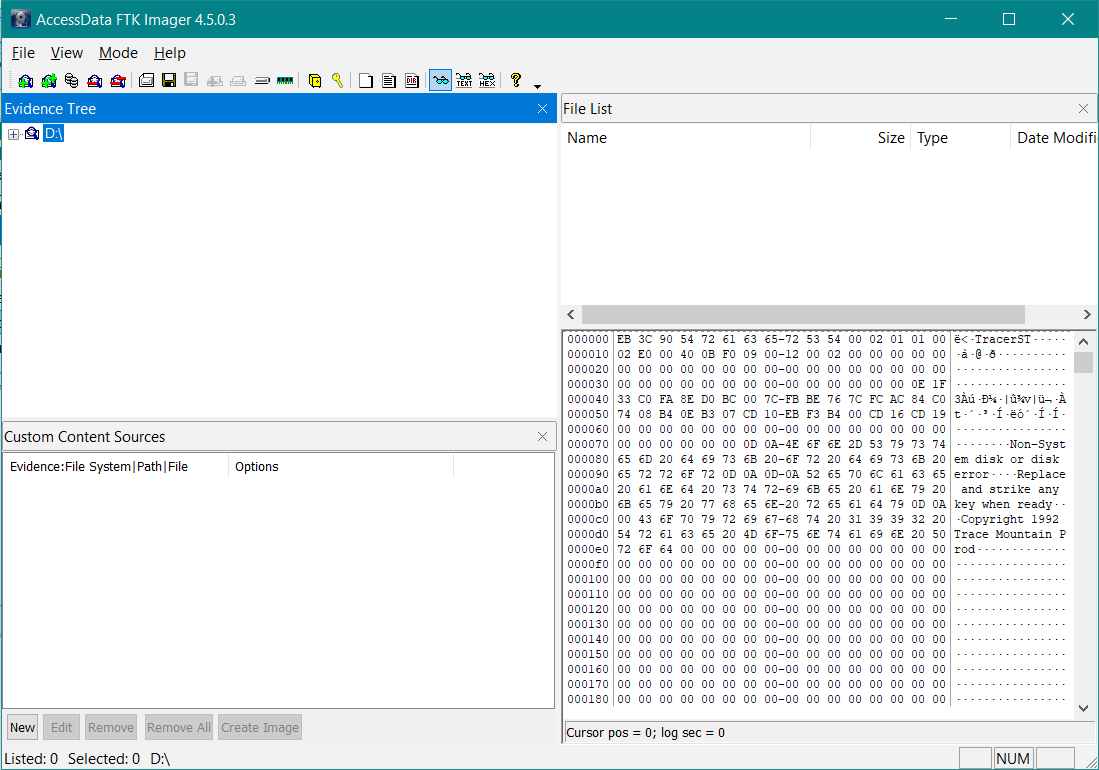 AccessData FTK Imager 4.5.0.3
File View Mode Help
TEXT HEX
Evidence Tree
D:\
Custom Content Sources
Evidence:File System|Path|File Options
New Edit Remove Remove All Create Image
File List
Name Size Type Date Modifi
000000 EB 3C 90 54 72 61 63 65-72 53 54 00 02 01 01 00 ë<·TracerST·····
000010 02 E0 00 40 0B F0 09 00-12 00 02 00 00 00 00 00 ·à·@·ð··········
000020 00 00 00 00 00 00 00 00-00 00 00 00 00 00 00 00 ················
000030 00 00 00 00 00 00 00 00-00 00 00 00 00 00 0E 1F ················
000040 33 C0 FA 8E D0 BC 00 7C-FB BE 76 7C FC AC 84 C0 3Àú·Ð¼·|û¾v|ü¬·À
000050 74 08 B4 0E B3 07 CD 10-EB F3 B4 00 CD 16 CD 19 t·´·³·Í·ëó´·Í·Í·
000060 00 00 00 00 00 00 00 00-00 00 00 00 00 00 00 00 ················
000070 00 00 00 00 00 00 0D 0A-4E 6F 6E 2D 53 79 73 74 ········Non-Syst
000080 65 6D 20 64 69 73 6B 20-6F 72 20 64 69 73 6B 20 em disk or disk
000090 65 72 72 6F 72 0D 0A 0D-0A 52 65 70 6C 61 63 65 error····Replace
0000a0 20 61 6E 64 20 73 74 72-69 6B 65 20 61 6E 79 20 and strike any
0000b0 6B 65 79 20 77 68 65 6E-20 72 65 61 64 79 0D 0A key when ready··
0000c0 00 43 6F 70 79 72 69 67-68 74 20 31 39 39 32 20 ·Copyright 1992
0000d0 54 72 61 63 65 20 4D 6F-75 6E 74 61 69 6E 20 50 Trace Mountain P
0000e0 72 6F 64 00 00 00 00 00-00 00 00 00 00 00 00 00 rod·············
0000f0 00 00 00 00 00 00 00 00-00 00 00 00 00 00 00 00 ················
000100 00 00 00 00 00 00 00 00-00 00 00 00 00 00 00 00 ················
000110 00 00 00 00 00 00 00 00-00 00 00 00 00 00 00 00 ················
000120 00 00 00 00 00 00 00 00-00 00 00 00 00 00 00 00 ················
000130 00 00 00 00 00 00 00 00-00 00 00 00 00 00 00 00 ················
000140 00 00 00 00 00 00 00 00-00 00 00 00 00 00 00 00 ················
000150 00 00 00 00 00 00 00 00-00 00 00 00 00 00 00 00 ················
000160 00 00 00 00 00 00 00 00-00 00 00 00 00 00 00 00 ················
000170 00 00 00 00 00 00 00 00-00 00 00 00 00 00 00 00 ················
000180 00 00 00 00 00 00 00 00-00 00 00 00 00 00 00 00 ················
Cursor pos = 0; log sec = 0
Listed: 0 Selected: 0 D:\ NUM